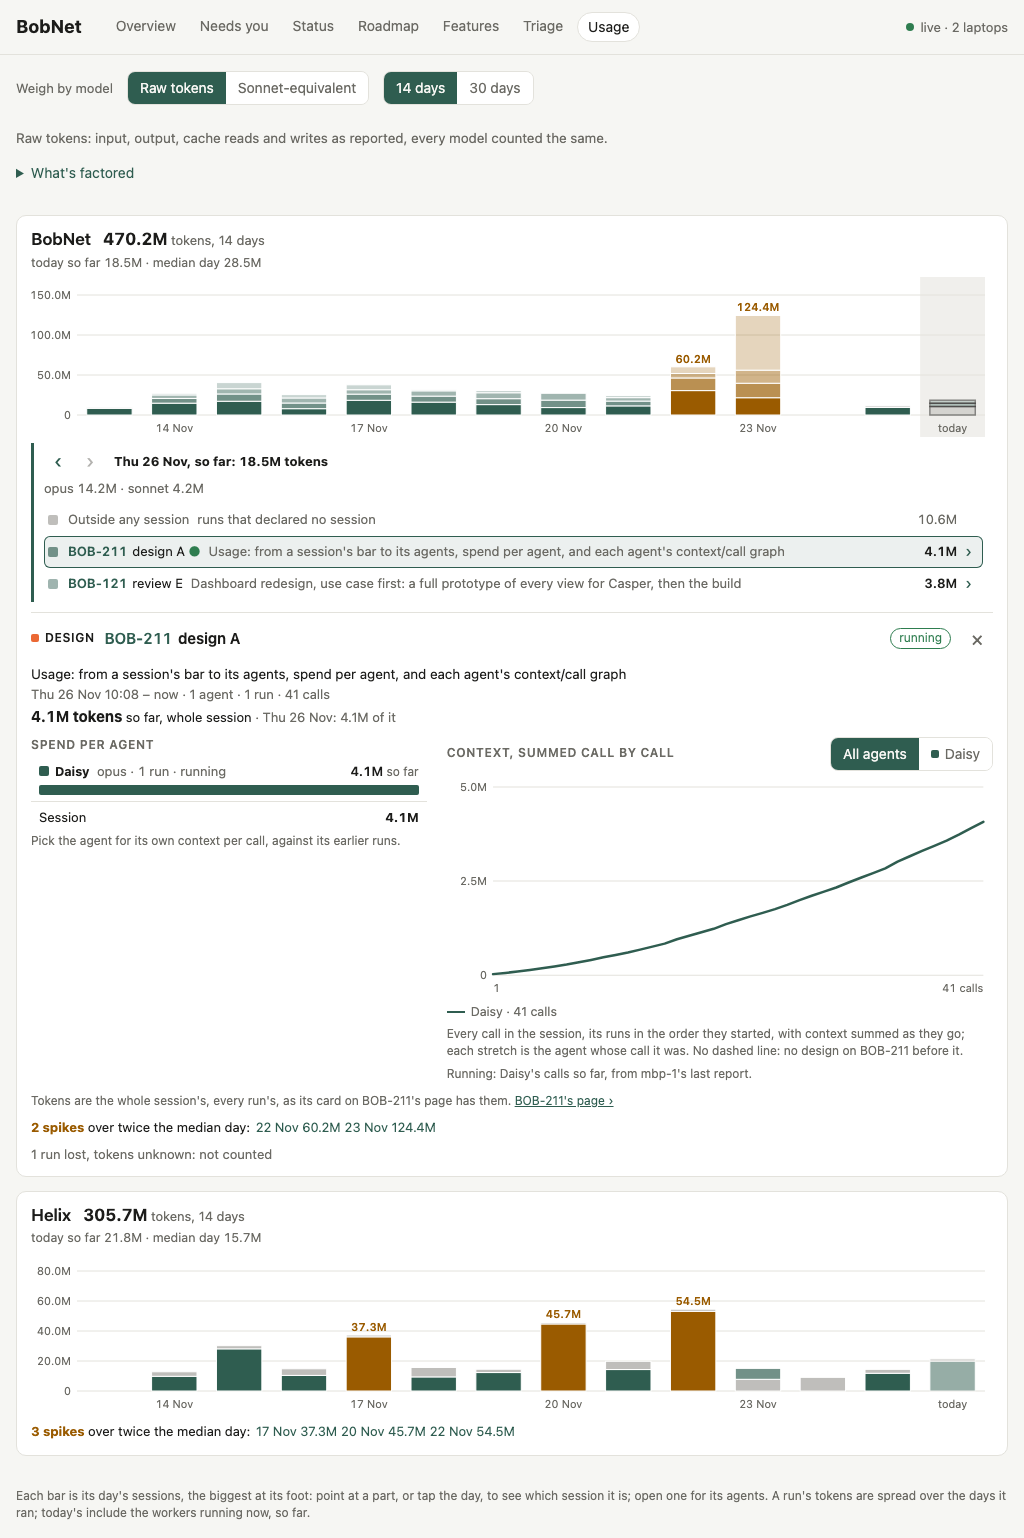 BobNet Overview Needs you Status Roadmap Features Triage Usage live · 2 laptops
Weigh by model Raw tokens Sonnet-equivalent 14 days 30 days
Raw tokens: input, output, cache reads and writes as reported, every model counted the same.
What's factored
BobNet 470.2M tokens, 14 days
today so far 18.5M · median day 28.5M
150.0M
124.4M
100.0M
60.2M
50.0M
0
14 Nov 17 Nov 20 Nov 23 Nov today
‹ › Thu 26 Nov, so far: 18.5M tokens
opus 14.2M · sonnet 4.2M
Outside any session runs that declared no session 10.6M
BOB-211 design A Usage: from a session's bar to its agents, spend per agent, and each agent's context/call graph 4.1M ›
BOB-121 review E Dashboard redesign, use case first: a full prototype of every view for Casper, then the build 3.8M ›
DESIGN BOB-211 design A running ×
Usage: from a session's bar to its agents, spend per agent, and each agent's context/call graph
Thu 26 Nov 10:08 – now · 1 agent · 1 run · 41 calls
4.1M tokens so far, whole session · Thu 26 Nov: 4.1M of it
SPEND PER AGENT
Daisy opus · 1 run · running 4.1M so far
Session 4.1M
Pick the agent for its own context per call, against its earlier runs.
CONTEXT, SUMMED CALL BY CALL All agents Daisy
5.0M
2.5M
0
1 41 calls
Daisy · 41 calls
Every call in the session, its runs in the order they started, with context summed as they go;
each stretch is the agent whose call it was. No dashed line: no design on BOB-211 before it.
Running: Daisy's calls so far, from mbp-1's last report.
Tokens are the whole session's, every run's, as its card on BOB-211's page has them. BOB-211's page ›
2 spikes over twice the median day: 22 Nov 60.2M 23 Nov 124.4M
1 run lost, tokens unknown: not counted
Helix 305.7M tokens, 14 days
today so far 21.8M · median day 15.7M
80.0M
60.0M
54.5M
45.7M
40.0M
37.3M
20.0M
0
14 Nov 17 Nov 20 Nov 23 Nov today
3 spikes over twice the median day: 17 Nov 37.3M 20 Nov 45.7M 22 Nov 54.5M
Each bar is its day's sessions, the biggest at its foot: point at a part, or tap the day, to see which session it is; open one for its agents. A run's tokens are spread over the days it
ran; today's include the workers running now, so far.